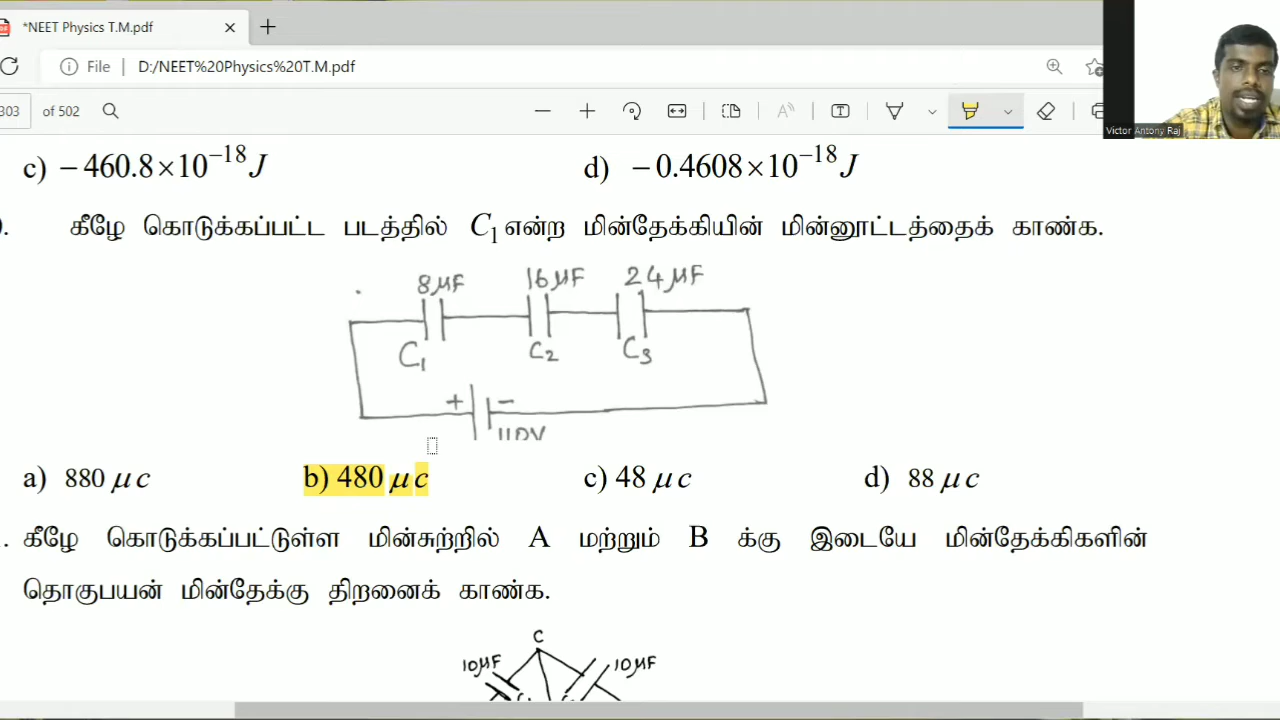 *NEET Physics T.M.pdf
File D:/NEET%20Physics%20T.M.pdf
303 of 502
Victor Antony Raj
c) −460.8×10⁻¹⁸ J d) −0.4608×10⁻¹⁸ J
கீழே கொடுக்கப்பட்ட படத்தில் C₁ என்ற மின்தேக்கியின் மின்னூட்டத்தைக் காண்க.
8μF 16μF 24μF
C₁ C₂ C₃
+ −
110V
a) 880 μc b) 480 μc c) 48 μc d) 88 μc
கீழே கொடுக்கப்பட்டுள்ள மின்சுற்றில் A மற்றும் B க்கு இடையே மின்தேக்கிகளின்
தொகுபயன் மின்தேக்கு திறனைக் காண்க.
C
10μF 10μF